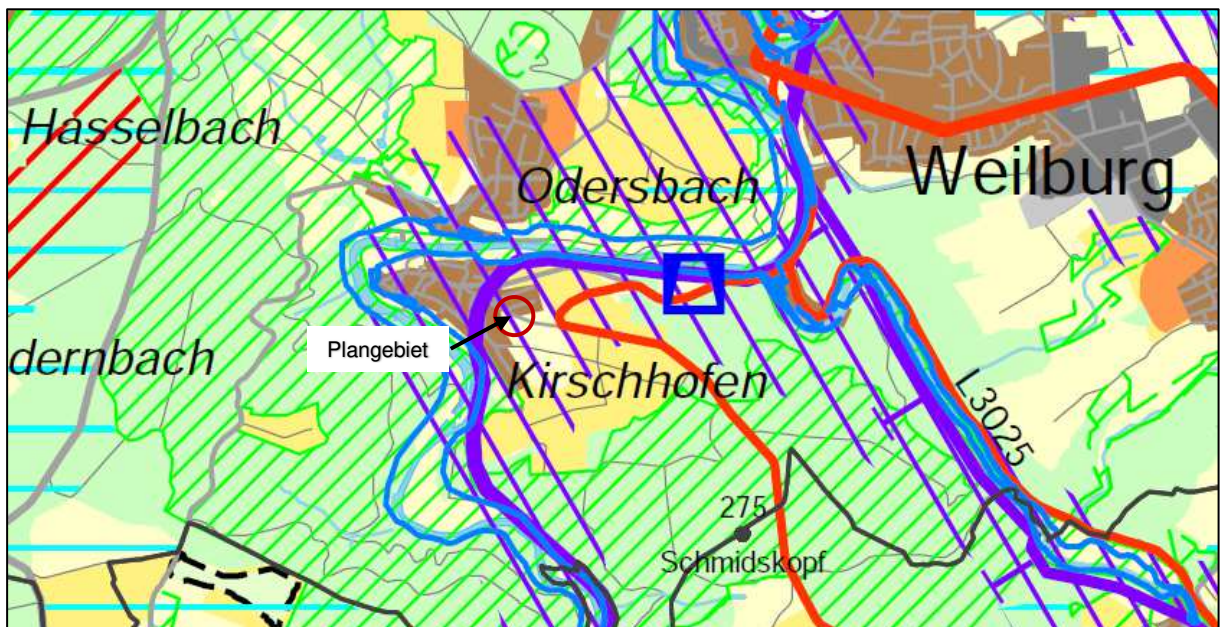 Hasselbach
Odersbach
Weilburg
Plangebiet
dernbach
Kirschhofen
L3025
275
Schmidskopf